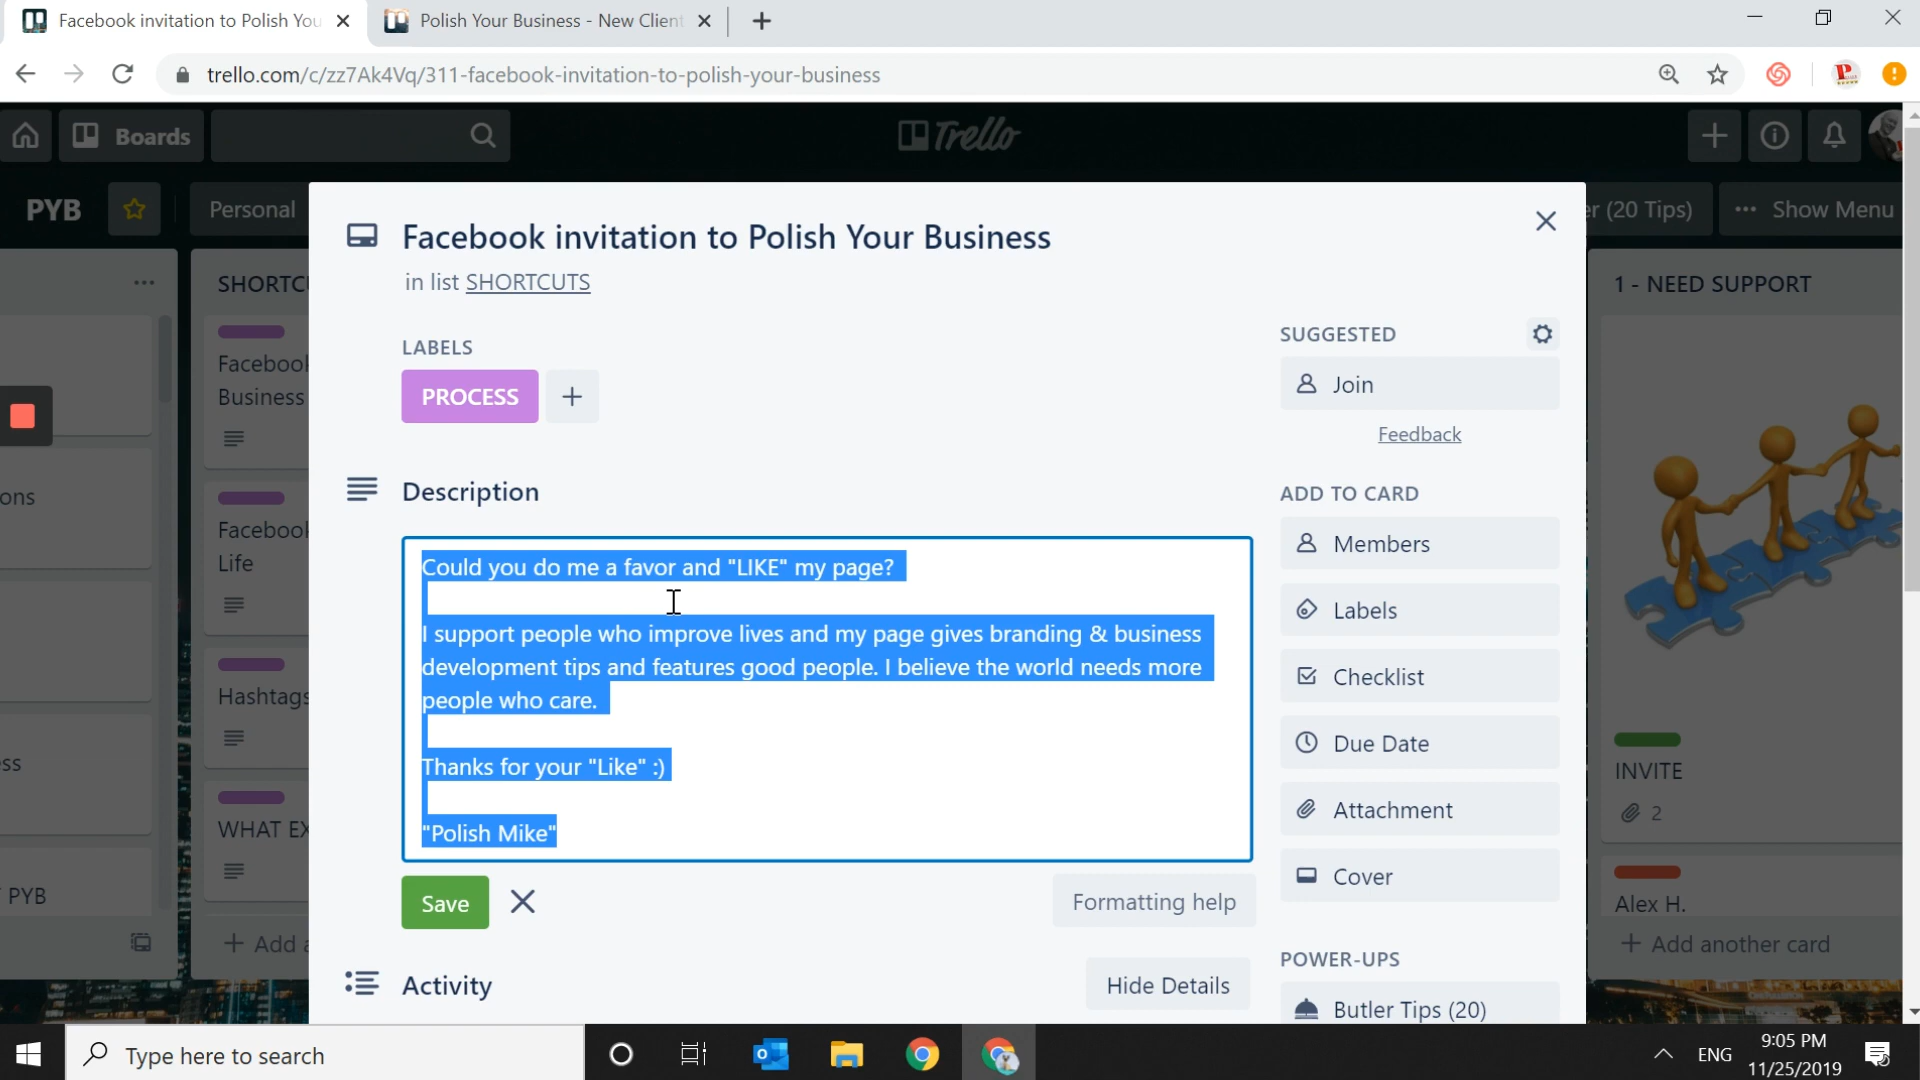 Facebook invitation to Polish You
Polish Your Business - New Client
trello.com/c/zz7Ak4Vq/311-facebook-invitation-to-polish-your-business
Boards
Trello
PYB
Personal
er (20 Tips)
Show Menu
Facebook invitation to Polish Your Business
in list SHORTCUTS
SHORTC
1 - NEED SUPPORT
LABELS
PROCESS
SUGGESTED
Join
Feedback
Facebook
Business
Description
ADD TO CARD
Members
Labels
Checklist
Due Date
Attachment
Cover
Could you do me a favor and "LIKE" my page?
I support people who improve lives and my page gives branding & business
development tips and features good people. I believe the world needs more
people who care.
Thanks for your "Like" :)
"Polish Mike"
ons
Facebook
Life
Hashtags
ess
WHAT EX
INVITE
2
PYB
Alex H.
Save
Formatting help
Add a
Add another card
POWER-UPS
Activity
Hide Details
Butler Tips (20)
Type here to search
ENG
9:05 PM
11/25/2019